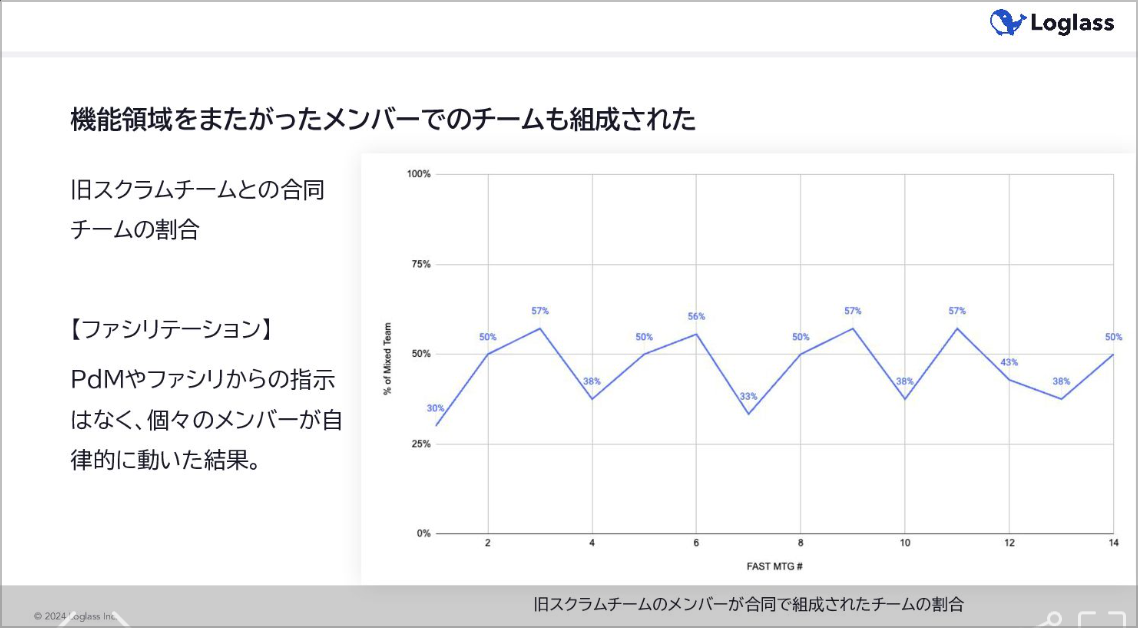 Loglass
機能領域をまたがったメンバーでのチームも組成された
旧スクラムチームとの合同
チームの割合
【ファシリテーション】
PdMやファシリからの指示
はなく、個々のメンバーが自
律的に動いた結果。
100%
75%
50%
25%
0%
% of Mixed Team
30%
50%
57%
38%
50%
56%
33%
50%
57%
38%
57%
43%
38%
50%
2
4
6
8
10
12
14
FAST MTG #
旧スクラムチームのメンバーが合同で組成されたチームの割合
© 2024 Loglass Inc.